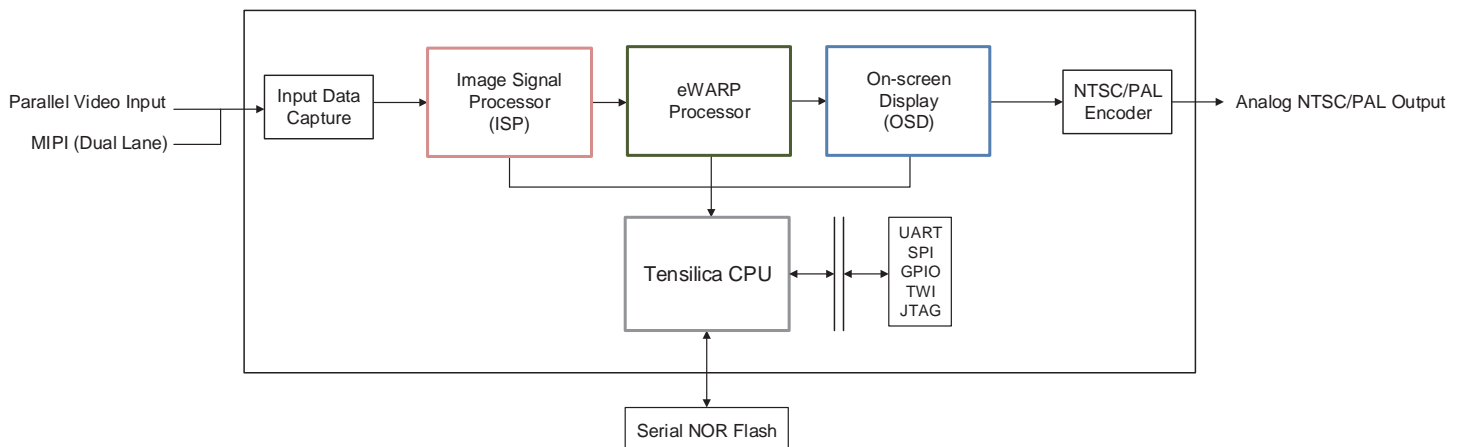 Parallel Video Input
MIPI (Dual Lane)
Input Data
Capture
Image Signal
Processor
(ISP)
eWARP
Processor
On-screen
Display
(OSD)
NTSC/PAL
Encoder
Analog NTSC/PAL Output
Tensilica CPU
UART
SPI
GPIO
TWI
JTAG
Serial NOR Flash